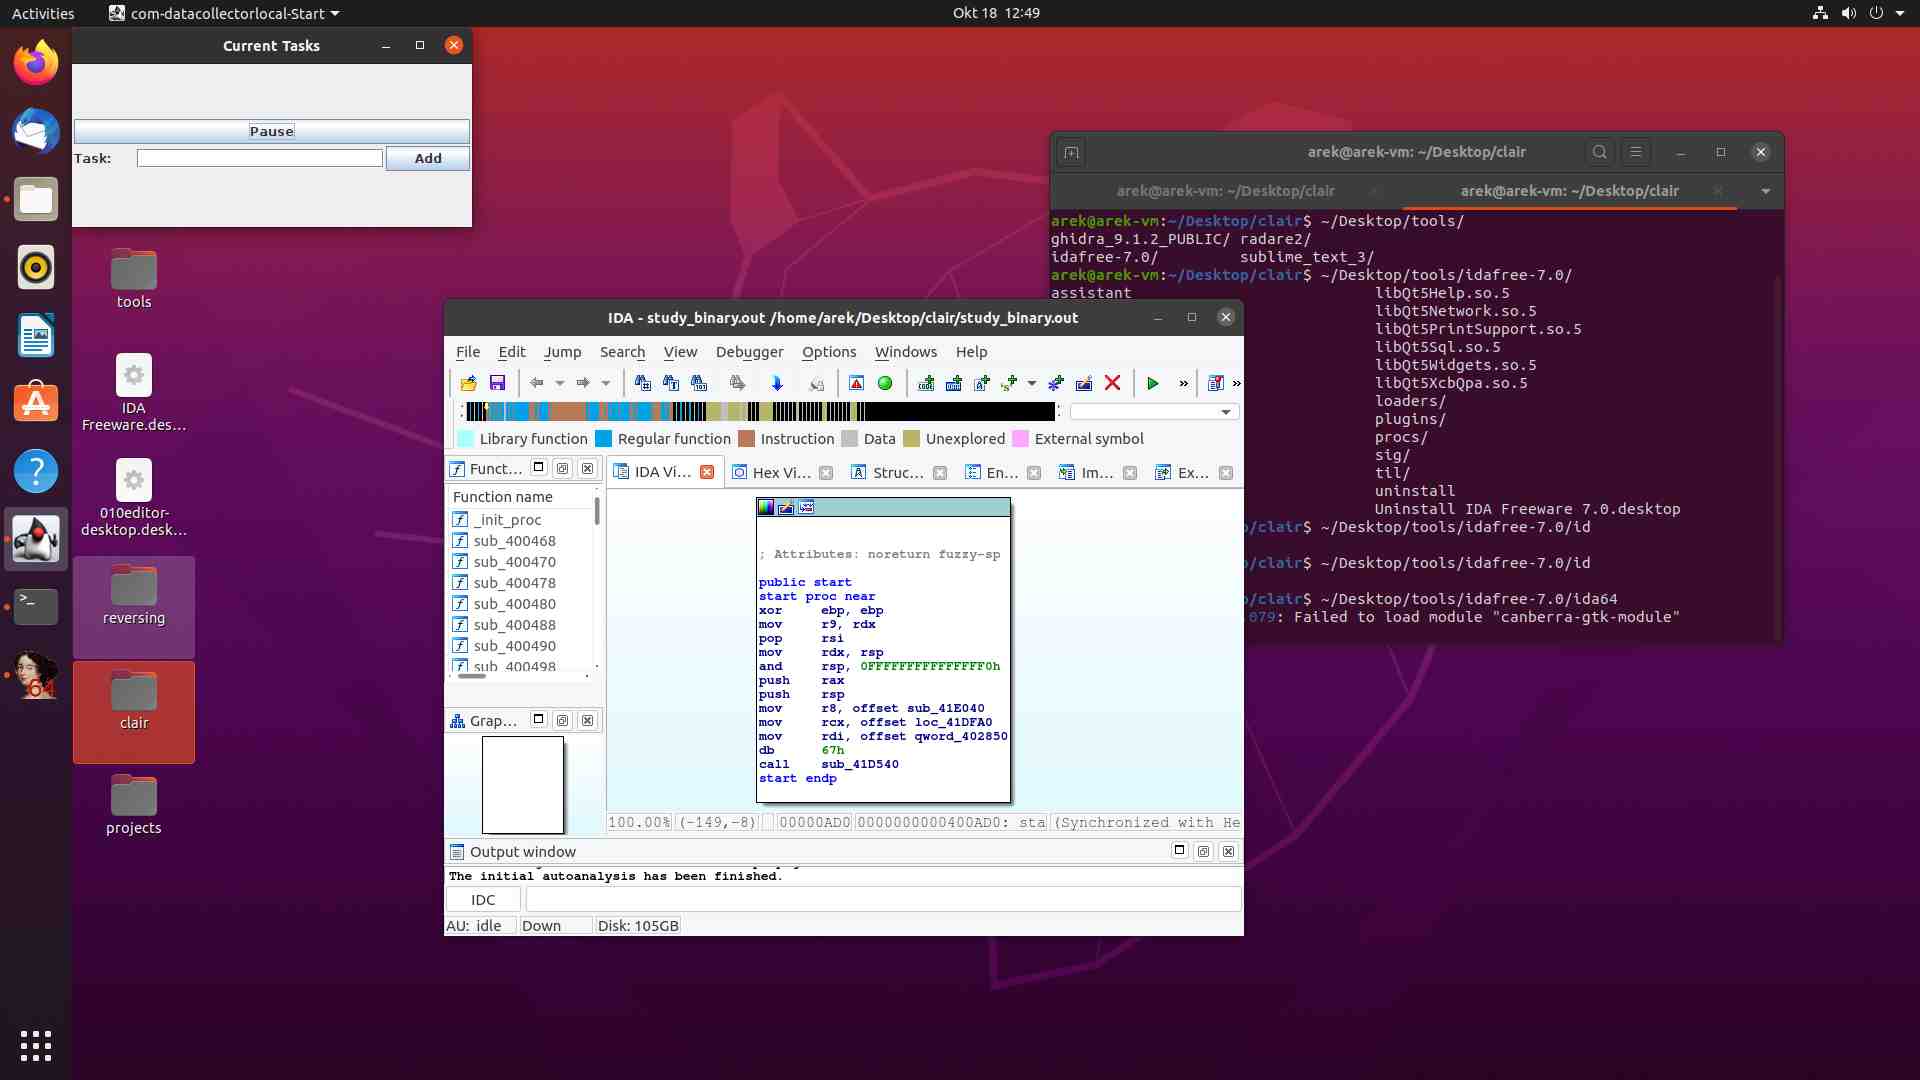 Activities
com-datacollectorlocal-Start
Okt 18 12:49
Current Tasks
Pause
Task:
Add
tools
IDA
Freeware.des...
010editor-
desktop.desk...
reversing
clair
projects
arek@arek-vm: ~/Desktop/clair
arek@arek-vm: ~/Desktop/clair
arek@arek-vm: ~/Desktop/clair
arek@arek-vm:~/Desktop/clair$ ~/Desktop/tools/
ghidra_9.1.2_PUBLIC/ radare2/
idafree-7.0/ sublime_text_3/
arek@arek-vm:~/Desktop/clair$ ~/Desktop/tools/idafree-7.0/
assistant libQt5Help.so.5
libQt5Network.so.5
libQt5PrintSupport.so.5
libQt5Sql.so.5
libQt5Widgets.so.5
libQt5XcbQpa.so.5
loaders/
plugins/
procs/
sig/
til/
uninstall
Uninstall IDA Freeware 7.0.desktop
/clair$ ~/Desktop/tools/idafree-7.0/id
/clair$ ~/Desktop/tools/idafree-7.0/id
/clair$ ~/Desktop/tools/idafree-7.0/ida64
079: Failed to load module "canberra-gtk-module"
IDA - study_binary.out /home/arek/Desktop/clair/study_binary.out
File Edit Jump Search View Debugger Options Windows Help
Library function Regular function Instruction Data Unexplored External symbol
Funct...
IDA Vi... Hex Vi... Struc... En... Im... Ex...
Function name
_init_proc
sub_400468
sub_400470
sub_400478
sub_400480
sub_400488
sub_400490
sub_400498
Grap...
; Attributes: noreturn fuzzy-sp
public start
start proc near
xor ebp, ebp
mov r9, rdx
pop rsi
mov rdx, rsp
and rsp, 0FFFFFFFFFFFFFFF0h
push rax
push rsp
mov r8, offset sub_41E040
mov rcx, offset loc_41DFA0
mov rdi, offset qword_402850
db 67h
call sub_41D540
start endp
100.00% (-149,-8) 00000AD0 0000000000400AD0: sta (Synchronized with He
Output window
The initial autoanalysis has been finished.
IDC
AU: idle Down Disk: 105GB
64